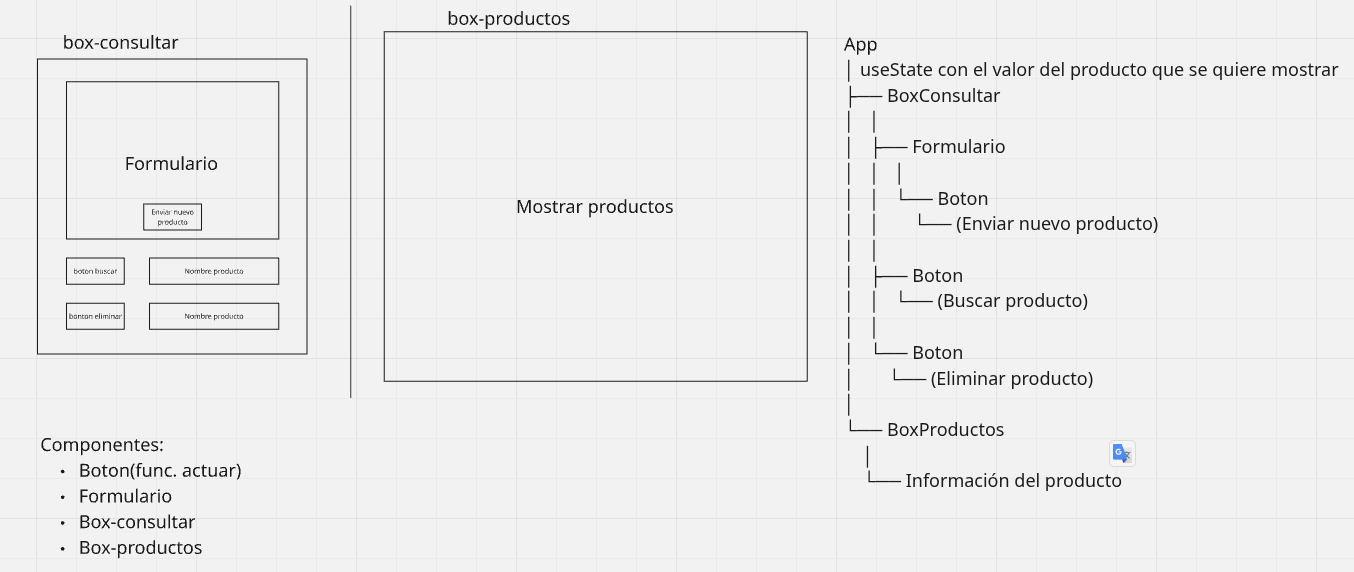 box-consultar
Formulario
Enviar nuevo
producto
boton buscar
Nombre producto
bonton eliminar
Nombre producto
box-productos
Mostrar productos
App
useState con el valor del producto que se quiere mostrar
BoxConsultar
Formulario
Boton
(Enviar nuevo producto)
Boton
(Buscar producto)
Boton
(Eliminar producto)
BoxProductos
Información del producto
Componentes:
• Boton(func. actuar)
• Formulario
• Box-consultar
• Box-productos